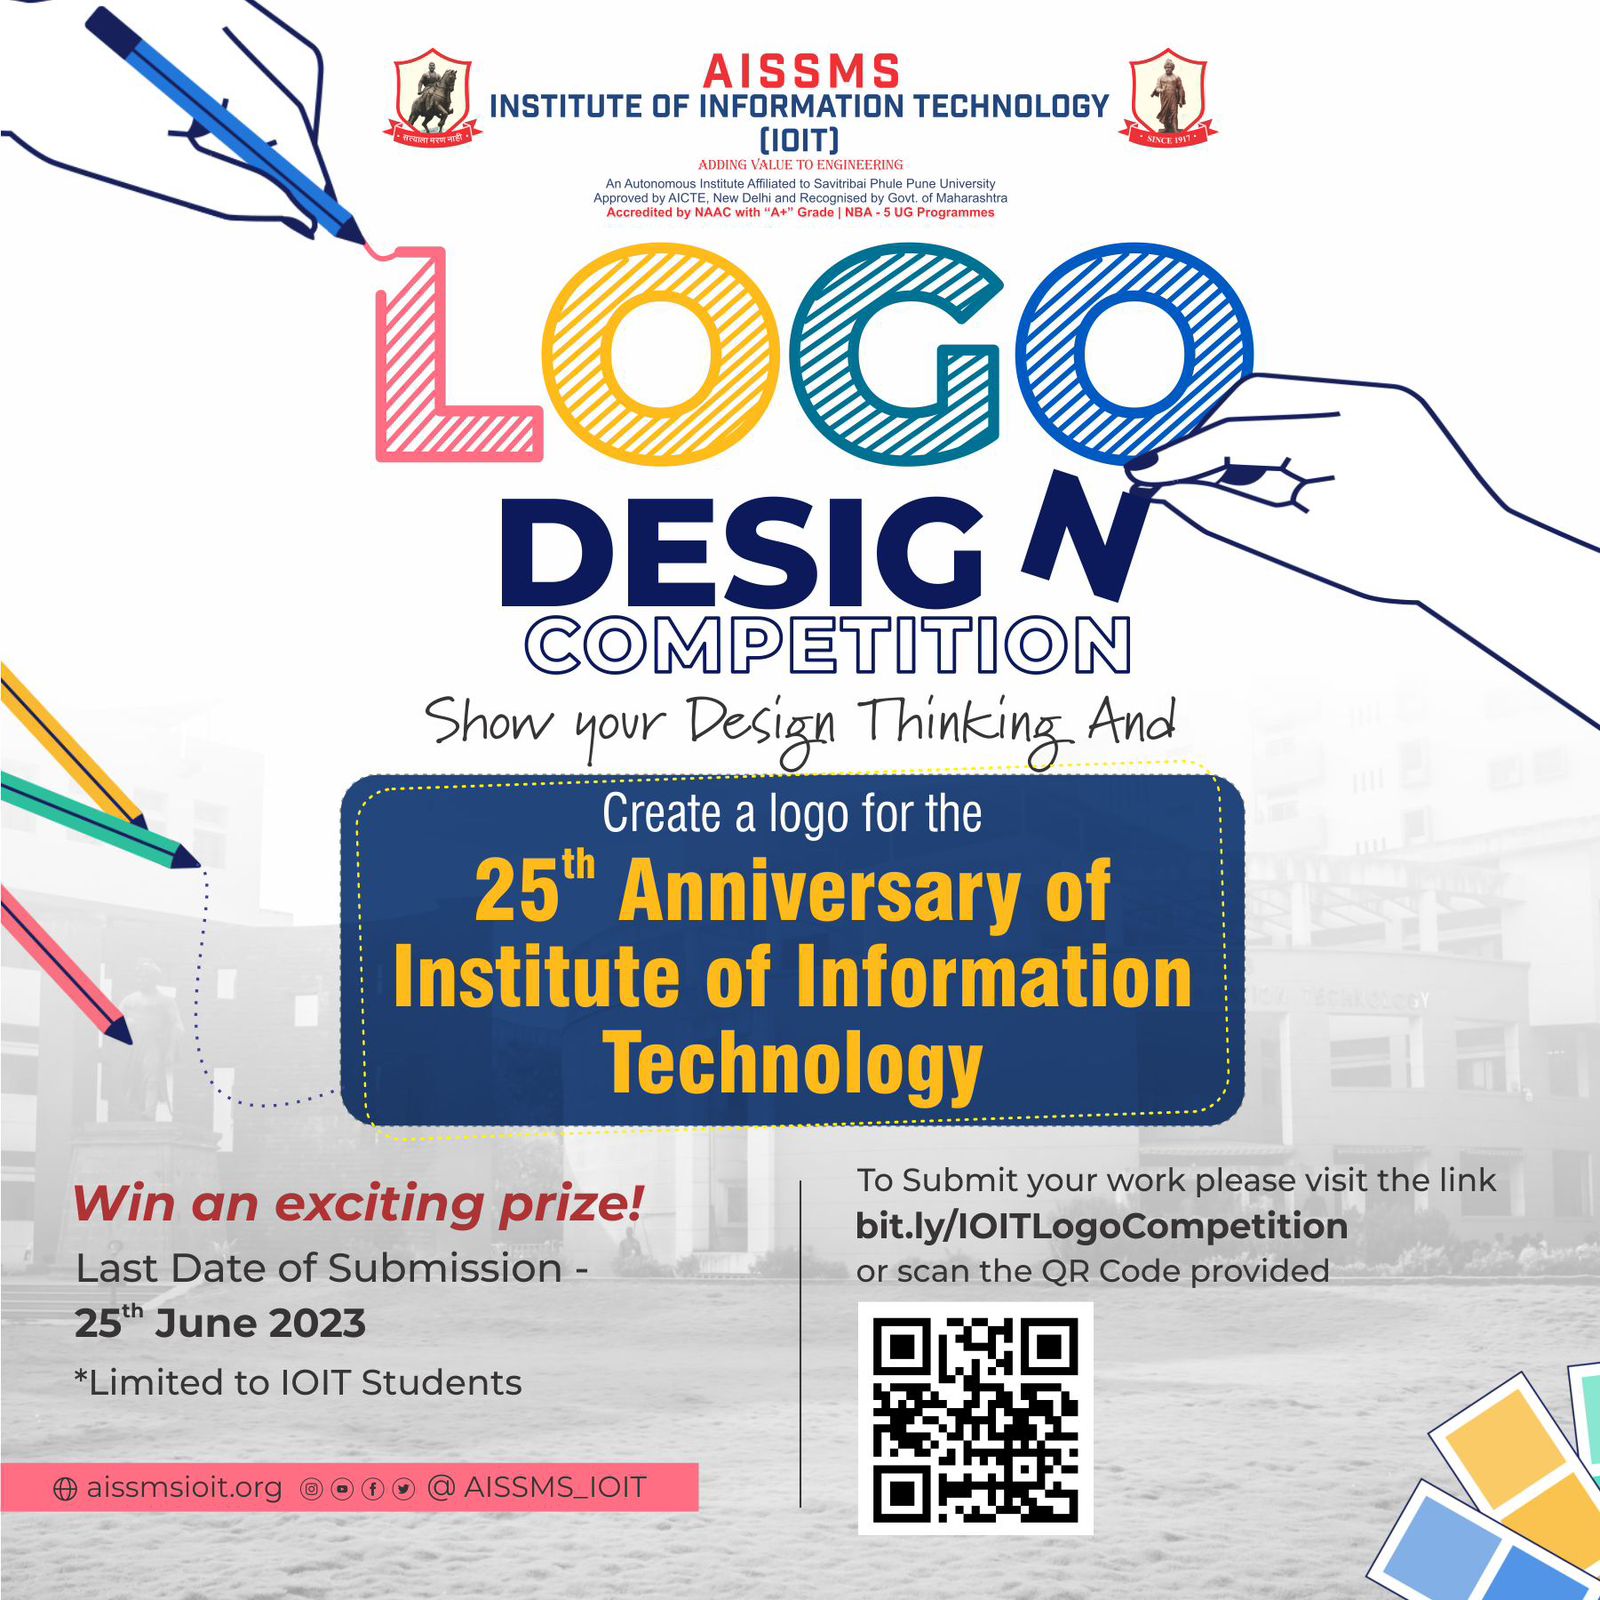 AISSMS
INSTITUTE OF INFORMATION TECHNOLOGY
(IOIT)
ADDING VALUE TO ENGINEERING
An Autonomous Institute Affiliated to Savitribai Phule Pune University
Approved by AICTE, New Delhi and Recognised by Govt. of Maharashtra
Accredited by NAAC with “A+” Grade | NBA - 5 UG Programmes
सत्याला मरण नाही
SINCE 1917
LOGO
DESIGN
COMPETITION
Show your Design Thinking And
Create a logo for the
25th Anniversary of
Institute of Information
Technology
Win an exciting prize!
Last Date of Submission -
25th June 2023
*Limited to IOIT Students
aissmsioit.org @ AISSMS_IOIT
To Submit your work please visit the link
bit.ly/IOITLogoCompetition
or scan the QR Code provided